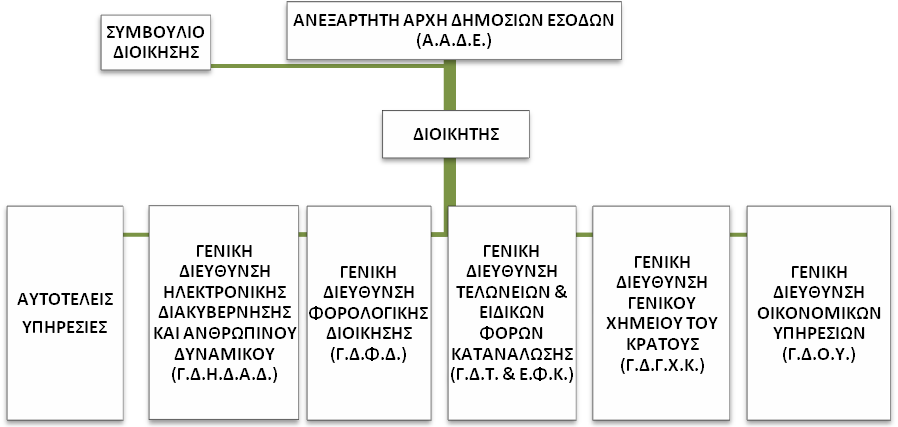 ΑΝΕΞΑΡΤΗΤΗ ΑΡΧΗ ΔΗΜΟΣΙΩΝ ΕΣΟΔΩΝ
(Α.Α.Δ.Ε.)
ΣΥΜΒΟΥΛΙΟ
ΔΙΟΙΚΗΣΗΣ
ΔΙΟΙΚΗΤΗΣ
ΑΥΤΟΤΕΛΕΙΣ
ΥΠΗΡΕΣΙΕΣ
ΓΕΝΙΚΗ
ΔΙΕΥΘΥΝΣΗ
ΗΛΕΚΤΡΟΝΙΚΗΣ
ΔΙΑΚΥΒΕΡΝΗΣΗΣ
ΚΑΙ ΑΝΘΡΩΠΙΝΟΥ
ΔΥΝΑΜΙΚΟΥ
(Γ.Δ.Η.Δ.Α.Δ.)
ΓΕΝΙΚΗ
ΔΙΕΥΘΥΝΣΗ
ΦΟΡΟΛΟΓΙΚΗΣ
ΔΙΟΙΚΗΣΗΣ
(Γ.Δ.Φ.Δ.)
ΓΕΝΙΚΗ
ΔΙΕΥΘΥΝΣΗ
ΤΕΛΩΝΕΙΩΝ &
ΕΙΔΙΚΩΝ
ΦΟΡΩΝ
ΚΑΤΑΝΑΛΩΣΗΣ
(Γ.Δ.Τ. & Ε.Φ.Κ.)
ΓΕΝΙΚΗ
ΔΙΕΥΘΥΝΣΗ
ΓΕΝΙΚΟΥ
ΧΗΜΕΙΟΥ ΤΟΥ
ΚΡΑΤΟΥΣ
(Γ.Δ.Γ.Χ.Κ.)
ΓΕΝΙΚΗ
ΔΙΕΥΘΥΝΣΗ
ΟΙΚΟΝΟΜΙΚΩΝ
ΥΠΗΡΕΣΙΩΝ
(Γ.Δ.Ο.Υ.)